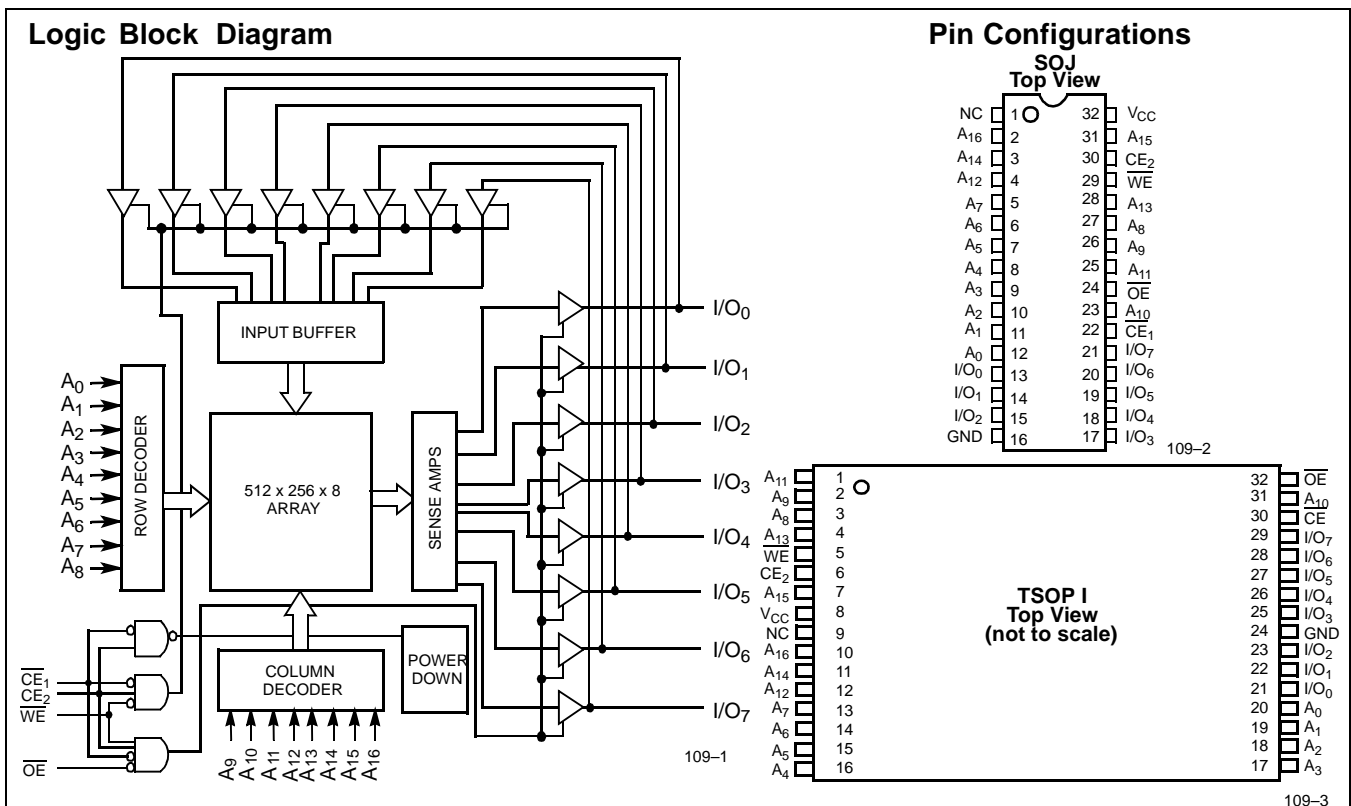 Logic Block Diagram
INPUT BUFFER
A0
A1
A2
A3
A4
A5
A6
A7
A8
ROW DECODER
512 x 256 x 8
ARRAY
SENSE AMPS
I/O0
I/O1
I/O2
I/O3
I/O4
I/O5
I/O6
I/O7
COLUMN
DECODER
POWER
DOWN
CE1
CE2
WE
OE
A9
A10
A11
A12
A13
A14
A15
A16
109–1
Pin Configurations
SOJ
Top View
NC 1 32 VCC
A16 2 31 A15
A14 3 30 CE2
A12 4 29 WE
A7 5 28 A13
A6 6 27 A8
A5 7 26 A9
A4 8 25 A11
A3 9 24 OE
A2 10 23 A10
A1 11 22 CE1
A0 12 21 I/O7
I/O0 13 20 I/O6
I/O1 14 19 I/O5
I/O2 15 18 I/O4
GND 16 17 I/O3
109–2
TSOP I
Top View
(not to scale)
A11 1 32 OE
A9 2 31 A10
A8 3 30 CE
A13 4 29 I/O7
WE 5 28 I/O6
CE2 6 27 I/O5
A15 7 26 I/O4
VCC 8 25 I/O3
NC 9 24 GND
A16 10 23 I/O2
A14 11 22 I/O1
A12 12 21 I/O0
A7 13 20 A0
A6 14 19 A1
A5 15 18 A2
A4 16 17 A3
109–3